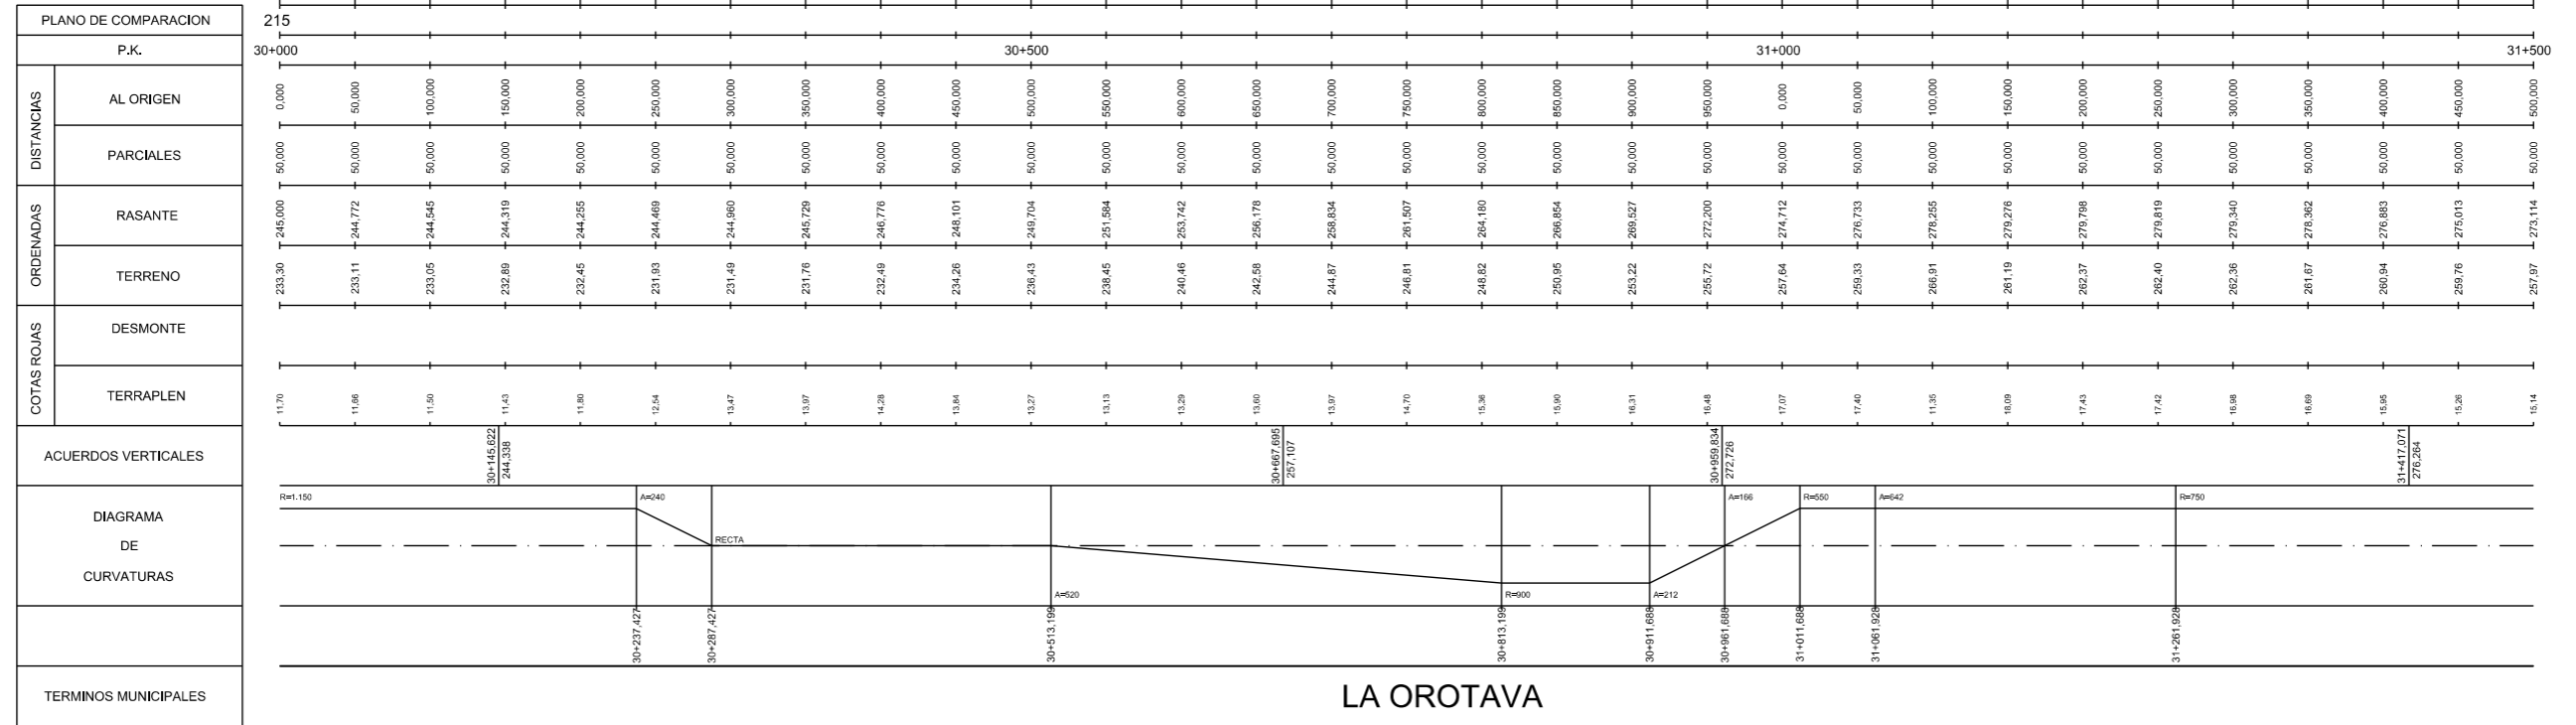 PLANO DE COMPARACION 215
P.K. 30+000 30+500 31+000 31+500
DISTANCIAS
AL ORIGEN 0,000 50,000 100,000 150,000 200,000 250,000 300,000 350,000 400,000 450,000 500,000 550,000 600,000 650,000 700,000 750,000 800,000 850,000 900,000 950,000 0,000 50,000 100,000 150,000 200,000 250,000 300,000 350,000 400,000 450,000 500,000
PARCIALES 50,000 50,000 50,000 50,000 50,000 50,000 50,000 50,000 50,000 50,000 50,000 50,000 50,000 50,000 50,000 50,000 50,000 50,000 50,000 50,000 50,000 50,000 50,000 50,000 50,000 50,000 50,000 50,000 50,000 50,000 50,000
ORDENADAS
RASANTE 245,000 244,772 244,545 244,319 244,255 244,469 244,960 245,729 246,776 248,101 249,704 251,584 253,742 256,178 258,834 261,507 264,180 266,854 269,527 272,200 274,712 276,733 278,255 279,276 279,798 279,819 279,340 278,362 276,883 275,013 273,114
TERRENO 233,30 233,11 233,05 232,89 232,45 231,93 231,49 231,76 232,49 234,26 236,43 238,45 240,46 242,58 244,87 246,81 248,82 250,95 253,22 255,72 257,64 259,33 266,91 261,19 262,37 262,40 262,36 261,67 260,94 259,76 257,97
COTAS ROJAS
DESMONTE
TERRAPLEN 11,70 11,66 11,50 11,43 11,80 12,54 13,47 13,97 14,28 13,84 13,27 13,13 13,29 13,60 13,97 14,70 15,36 15,90 16,31 16,48 17,07 17,40 11,35 18,09 17,43 17,42 16,98 16,69 15,95 15,26 15,14
ACUERDOS VERTICALES
30+145,622
244,338
30+667,695
257,107
30+959,834
272,726
31+417,071
276,264
DIAGRAMA
DE
CURVATURAS
R=1.150 A=240 A=166 R=550 A=642 R=750
RECTA
A=520 R=900 A=212
30+237,427 30+287,427 30+513,199 30+813,199 30+911,688 30+961,688 31+011,688 31+061,928 31+261,928
TERMINOS MUNICIPALES LA OROTAVA